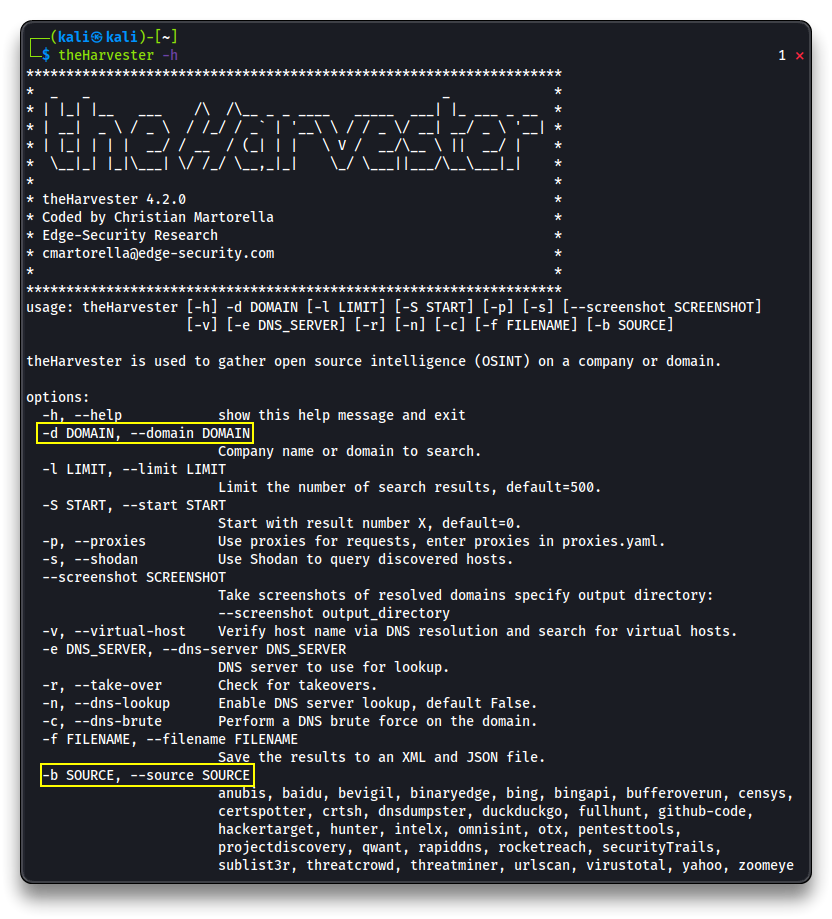 ┌──(kali㉿kali)-[~]
└─$ theHarvester -h
1 ✕
*******************************************************************
*  _   _                                            _             *
* | |_| |__   ___    /\  /\__ _ _ ____   _____  ___| |_ ___ _ __  *
* | __|  _ \ / _ \  / /_/ / _` | '__\ \ / / _ \/ __| __/ _ \ '__| *
* | |_| | | |  __/ / __  / (_| | |   \ V /  __/\__ \ ||  __/ |    *
*  \__|_| |_|\___| \/ /_/ \__,_|_|    \_/ \___||___/\__\___|_|    *
*                                                                 *
* theHarvester 4.2.0                                              *
* Coded by Christian Martorella                                   *
* Edge-Security Research                                          *
* cmartorella@edge-security.com                                   *
*                                                                 *
*******************************************************************
usage: theHarvester [-h] -d DOMAIN [-l LIMIT] [-S START] [-p] [-s] [--screenshot SCREENSHOT]
                    [-v] [-e DNS_SERVER] [-r] [-n] [-c] [-f FILENAME] [-b SOURCE]

theHarvester is used to gather open source intelligence (OSINT) on a company or domain.

options:
  -h, --help            show this help message and exit
  -d DOMAIN, --domain DOMAIN
                        Company name or domain to search.
  -l LIMIT, --limit LIMIT
                        Limit the number of search results, default=500.
  -S START, --start START
                        Start with result number X, default=0.
  -p, --proxies         Use proxies for requests, enter proxies in proxies.yaml.
  -s, --shodan          Use Shodan to query discovered hosts.
  --screenshot SCREENSHOT
                        Take screenshots of resolved domains specify output directory:
                        --screenshot output_directory
  -v, --virtual-host    Verify host name via DNS resolution and search for virtual hosts.
  -e DNS_SERVER, --dns-server DNS_SERVER
                        DNS server to use for lookup.
  -r, --take-over       Check for takeovers.
  -n, --dns-lookup      Enable DNS server lookup, default False.
  -c, --dns-brute       Perform a DNS brute force on the domain.
  -f FILENAME, --filename FILENAME
                        Save the results to an XML and JSON file.
  -b SOURCE, --source SOURCE
                        anubis, baidu, bevigil, binaryedge, bing, bingapi, bufferoverun, censys,
                        certspotter, crtsh, dnsdumpster, duckduckgo, fullhunt, github-code,
                        hackertarget, hunter, intelx, omnisint, otx, pentesttools,
                        projectdiscovery, qwant, rapiddns, rocketreach, securityTrails,
                        sublist3r, threatcrowd, threatminer, urlscan, virustotal, yahoo, zoomeye